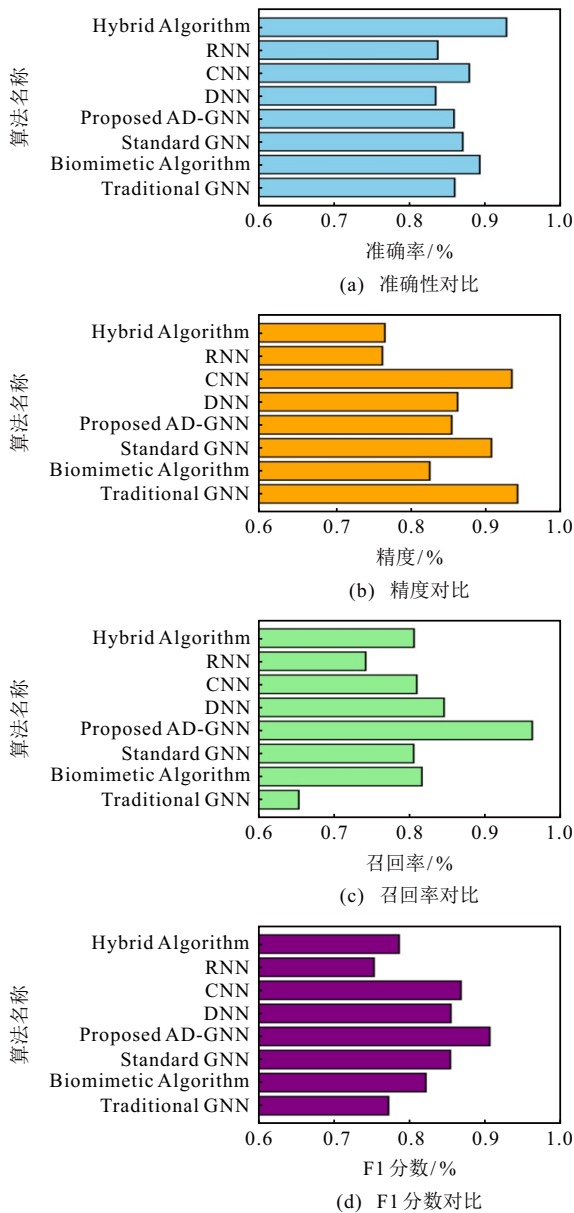 算法名称
Hybrid Algorithm
RNN
CNN
DNN
Proposed AD-GNN
Standard GNN
Biomimetic Algorithm
Traditional GNN
0.6 0.7 0.8 0.9 1.0
准确率/%
(a) 准确性对比
算法名称
Hybrid Algorithm
RNN
CNN
DNN
Proposed AD-GNN
Standard GNN
Biomimetic Algorithm
Traditional GNN
0.6 0.7 0.8 0.9 1.0
精度/%
(b) 精度对比
算法名称
Hybrid Algorithm
RNN
CNN
DNN
Proposed AD-GNN
Standard GNN
Biomimetic Algorithm
Traditional GNN
0.6 0.7 0.8 0.9 1.0
召回率/%
(c) 召回率对比
算法名称
Hybrid Algorithm
RNN
CNN
DNN
Proposed AD-GNN
Standard GNN
Biomimetic Algorithm
Traditional GNN
0.6 0.7 0.8 0.9 1.0
F1分数/%
(d) F1分数对比